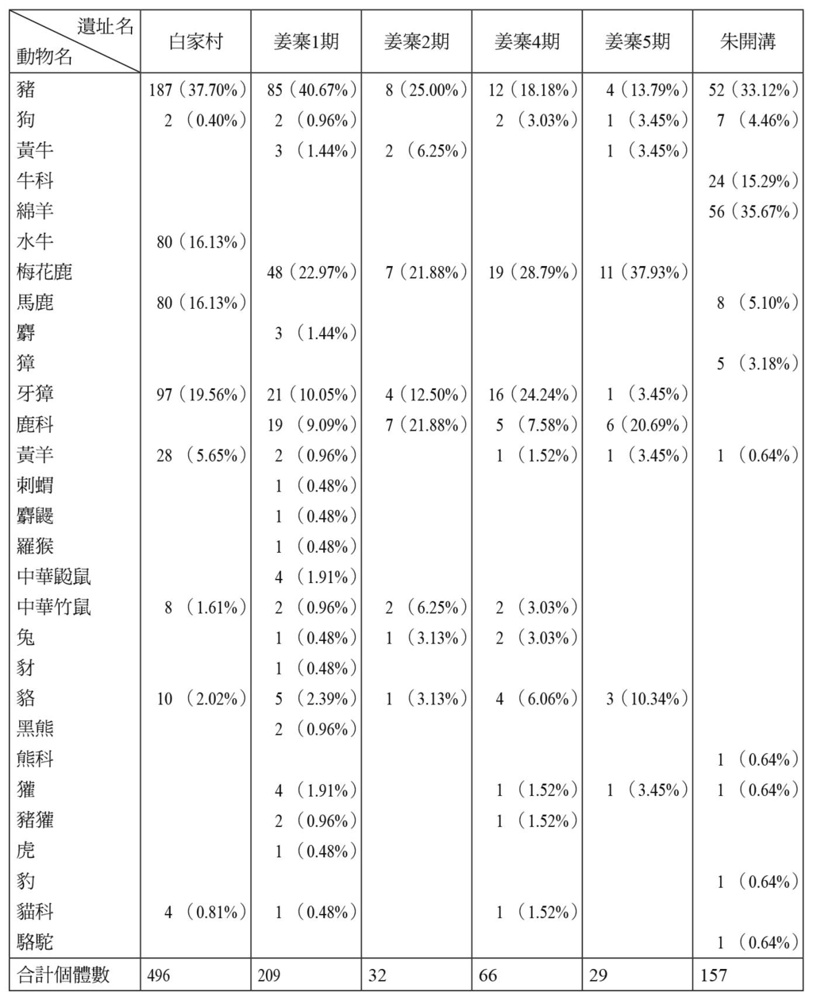 遺址名 動物名 白家村 姜寨1期 姜寨2期 姜寨4期 姜寨5期 朱開溝
豬 187（37.70%） 85（40.67%） 8（25.00%） 12（18.18%） 4（13.79%） 52（33.12%）
狗 2（0.40%） 2（0.96%） 2（3.03%） 1（3.45%） 7（4.46%）
黃牛 3（1.44%） 2（6.25%） 1（3.45%）
牛科 24（15.29%）
綿羊 56（35.67%）
水牛 80（16.13%）
梅花鹿 48（22.97%） 7（21.88%） 19（28.79%） 11（37.93%）
馬鹿 80（16.13%） 8（5.10%）
麝 3（1.44%）
獐 5（3.18%）
牙獐 97（19.56%） 21（10.05%） 4（12.50%） 16（24.24%） 1（3.45%）
鹿科 19（9.09%） 7（21.88%） 5（7.58%） 6（20.69%）
黃羊 28（5.65%） 2（0.96%） 1（1.52%） 1（3.45%） 1（0.64%）
刺蝟 1（0.48%）
麝鼴 1（0.48%）
羅猴 1（0.48%）
中華鼢鼠 4（1.91%）
中華竹鼠 8（1.61%） 2（0.96%） 2（6.25%） 2（3.03%）
兔 1（0.48%） 1（3.13%） 2（3.03%）
豺 1（0.48%）
貉 10（2.02%） 5（2.39%） 1（3.13%） 4（6.06%） 3（10.34%）
黑熊 2（0.96%）
熊科 1（0.64%）
獾 4（1.91%） 1（1.52%） 1（3.45%） 1（0.64%）
豬獾 2（0.96%） 1（1.52%）
虎 1（0.48%）
豹 1（0.64%）
貓科 4（0.81%） 1（0.48%） 1（1.52%）
駱駝 1（0.64%）
合計個體數 496 209 32 66 29 157